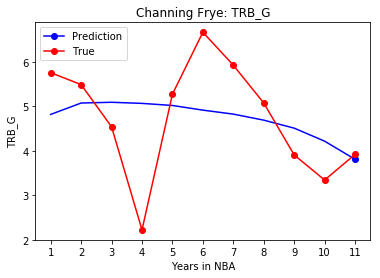 Channing Frye: TRB_G
Prediction
True
TRB_G
6
5
4
3
2
1 2 3 4 5 6 7 8 9 10 11
Years in NBA